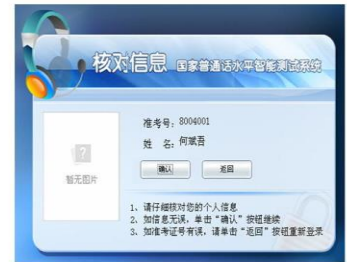 核对信息 国家普通话水平智能测试系统
准考号: 8004001
姓 名: 何斌吾
?
暂无图片
确认 返回
1、请仔细核对您的个人信息
2、如信息无误，单击“确认”按钮继续
3、如准考证号有误，请单击“返回”按钮重新登录